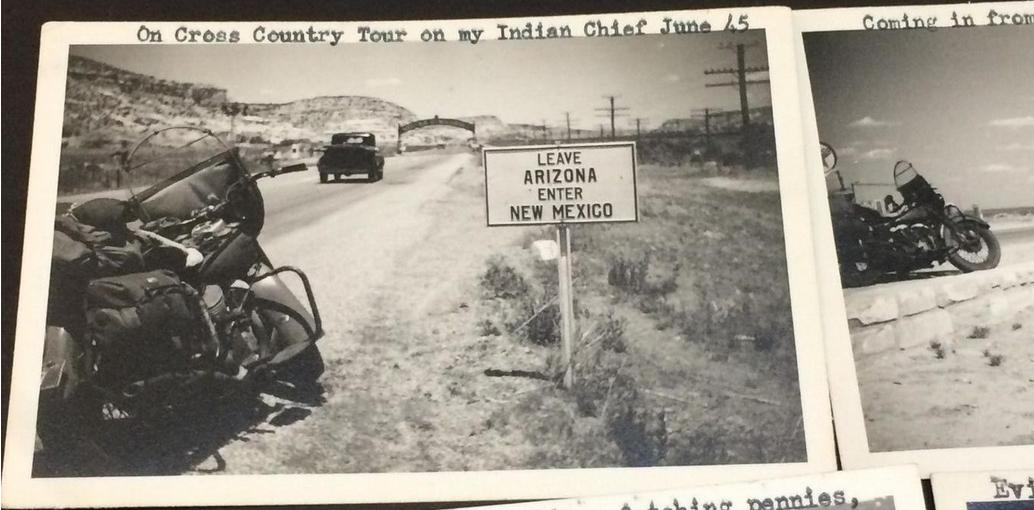 On Cross Country Tour on my Indian Chief June 45
Coming in from
LEAVE
ARIZONA
ENTER
NEW MEXICO
pennies,